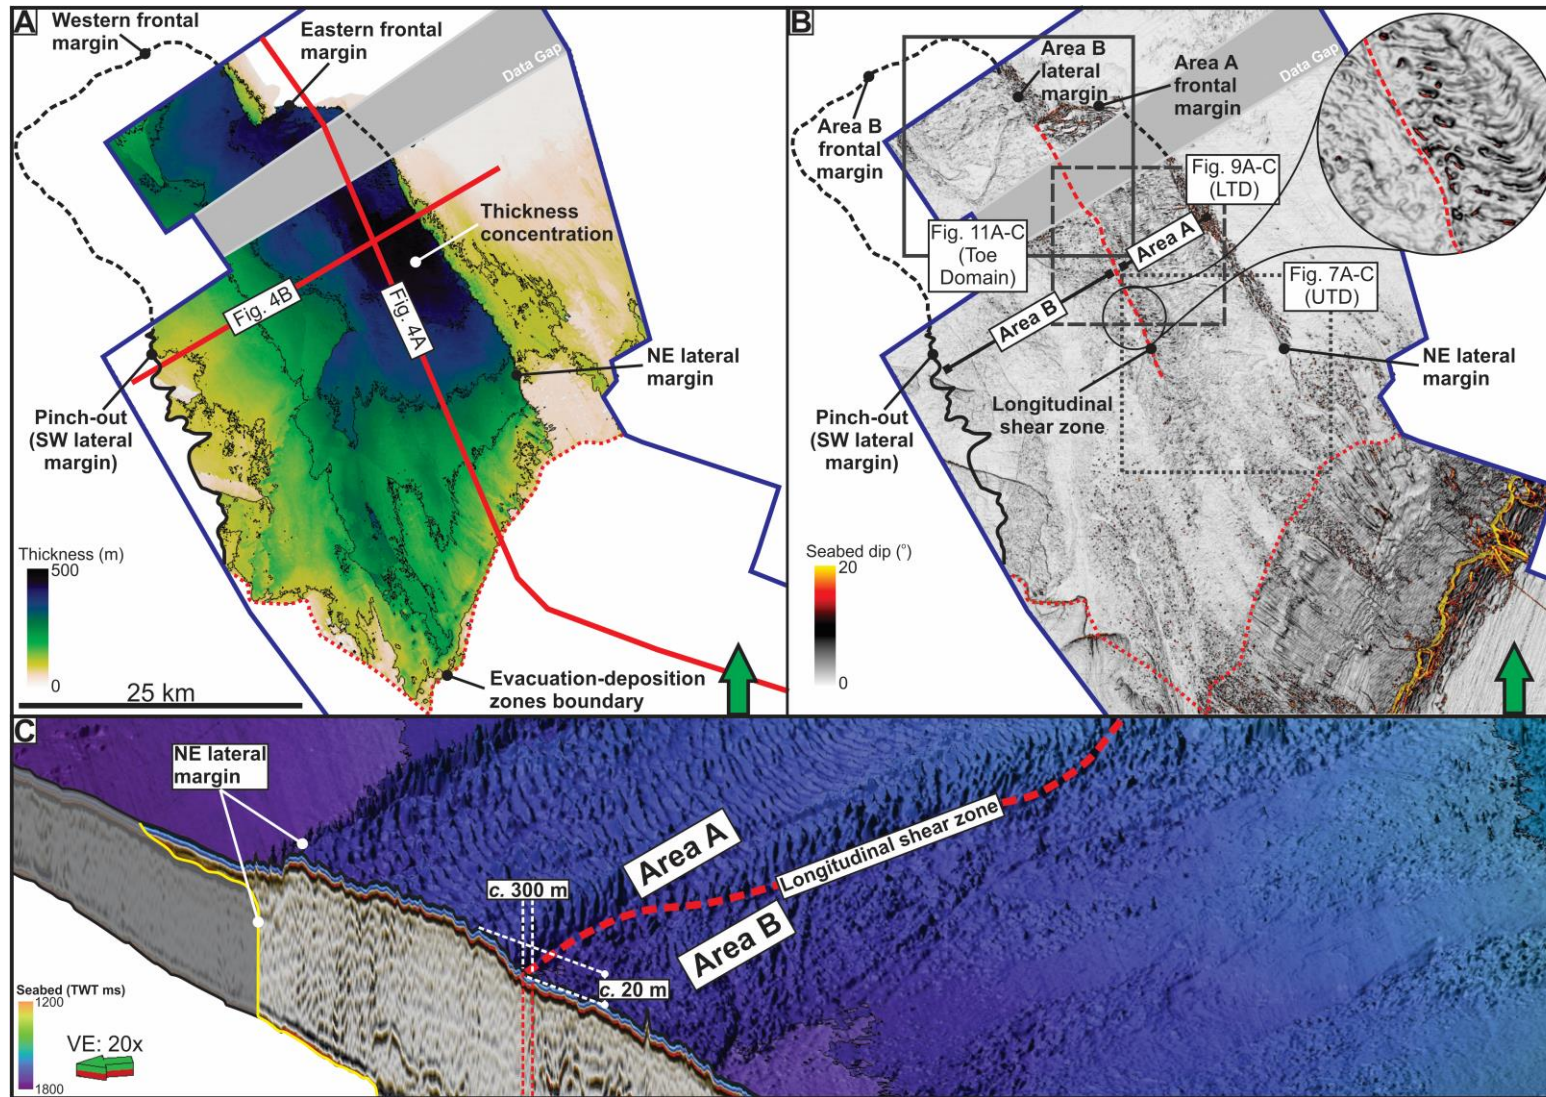 A
Western frontal
margin
Eastern frontal
margin
Data Gap
Thickness
concentration
Fig. 4B
Fig. 4A
NE lateral
margin
Pinch-out
(SW lateral
margin)
Thickness (m)
500
0
25 km
Evacuation-deposition
zones boundary
B
Area B
lateral
margin
Area A
frontal
margin
Data Gap
Area B
frontal
margin
Fig. 9A-C
(LTD)
Fig. 11A-C
(Toe
Domain)
Area A
Fig. 7A-C
(UTD)
Area B
NE lateral
margin
Longitudinal
shear zone
Pinch-out
(SW lateral
margin)
Seabed dip (°)
20
0
C
NE lateral
margin
Area A
Longitudinal shear zone
c. 300 m
Area B
c. 20 m
Seabed (TWT ms)
1200
1800
VE: 20x